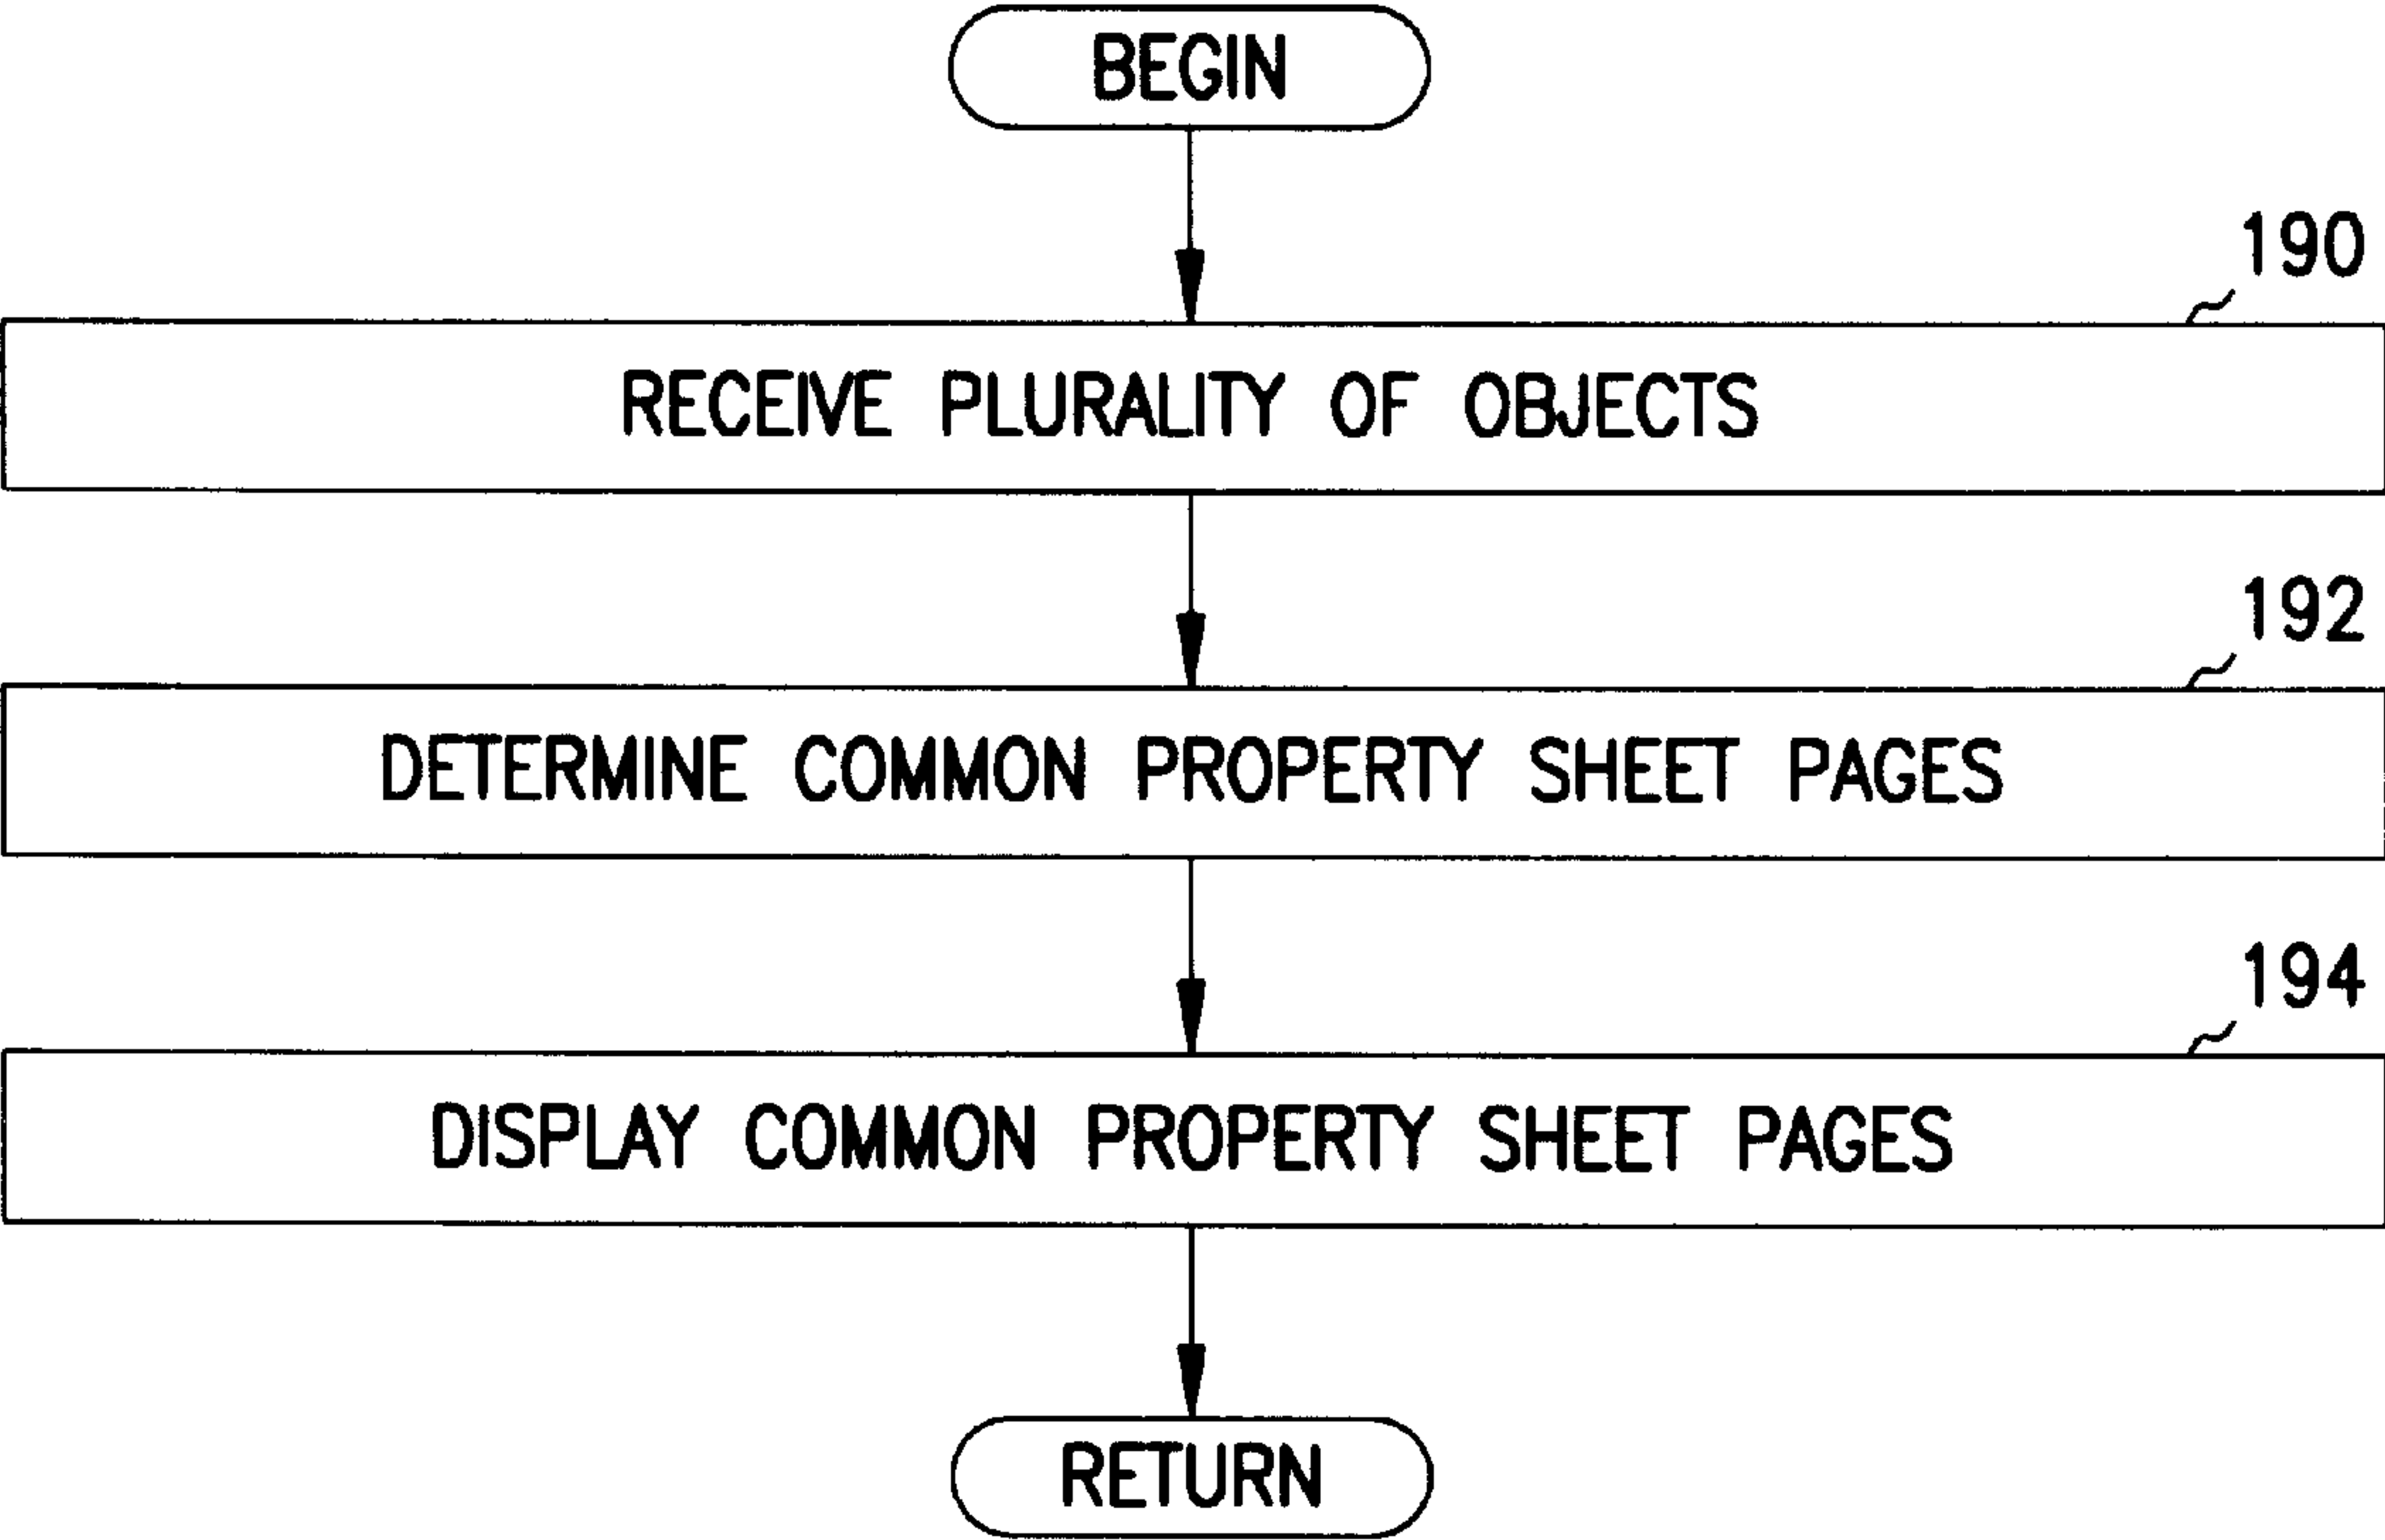 BEGIN
190
RECEIVE PLURALITY OF OBJECTS
192
DETERMINE COMMON PROPERTY SHEET PAGES
194
DISPLAY COMMON PROPERTY SHEET PAGES
RETURN